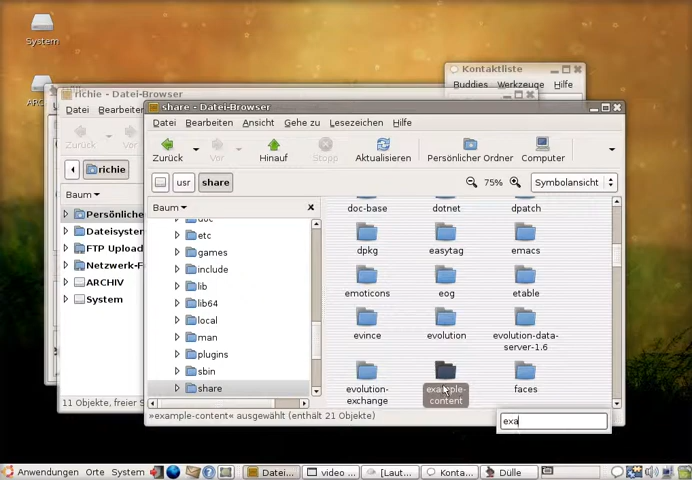 System
ARC
Kontaktliste
Buddies Werkzeuge Hilfe
richie - Datei-Browser
Datei Bearbeiten
Zurück Vor
richie
Baum
Persönliche
Dateisystem
FTP Upload
Netzwerk-F
ARCHIV
System
11 Objekte, freier S
share - Datei-Browser
Datei Bearbeiten Ansicht Gehe zu Lesezeichen Hilfe
Zurück Vor Hinauf Stopp Aktualisieren Persönlicher Ordner Computer
usr share 75% Symbolansicht
Baum
doc
etc
games
include
lib
lib64
local
man
plugins
sbin
share
doc-base dotnet dpatch
dpkg easytag emacs
emoticons eog etable
evince evolution evolution-data-
server-1.6
evolution-
exchange
example-
content
faces
»example-content« ausgewählt (enthält 21 Objekte)
exa
Anwendungen Orte System Datei... video ... [Laut... Konta... Dülle